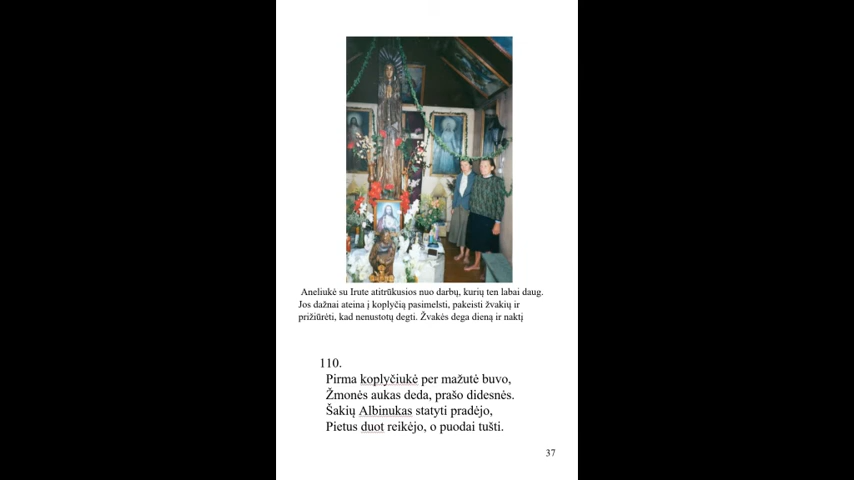 Aneliukė su Irute atitrūkusios nuo darbų, kurių ten labai daug.
Jos dažnai ateina į koplyčią pasimelsti, pakeisti žvakių ir
prižiūrėti, kad nenustotų degti. Žvakės dega dieną ir naktį
110.
Pirma koplyčiukė per mažutė buvo,
Žmonės aukas deda, prašo didesnės.
Šakių Albinukas statyti pradėjo,
Pietus duot reikėjo, o puodai tušti.
37